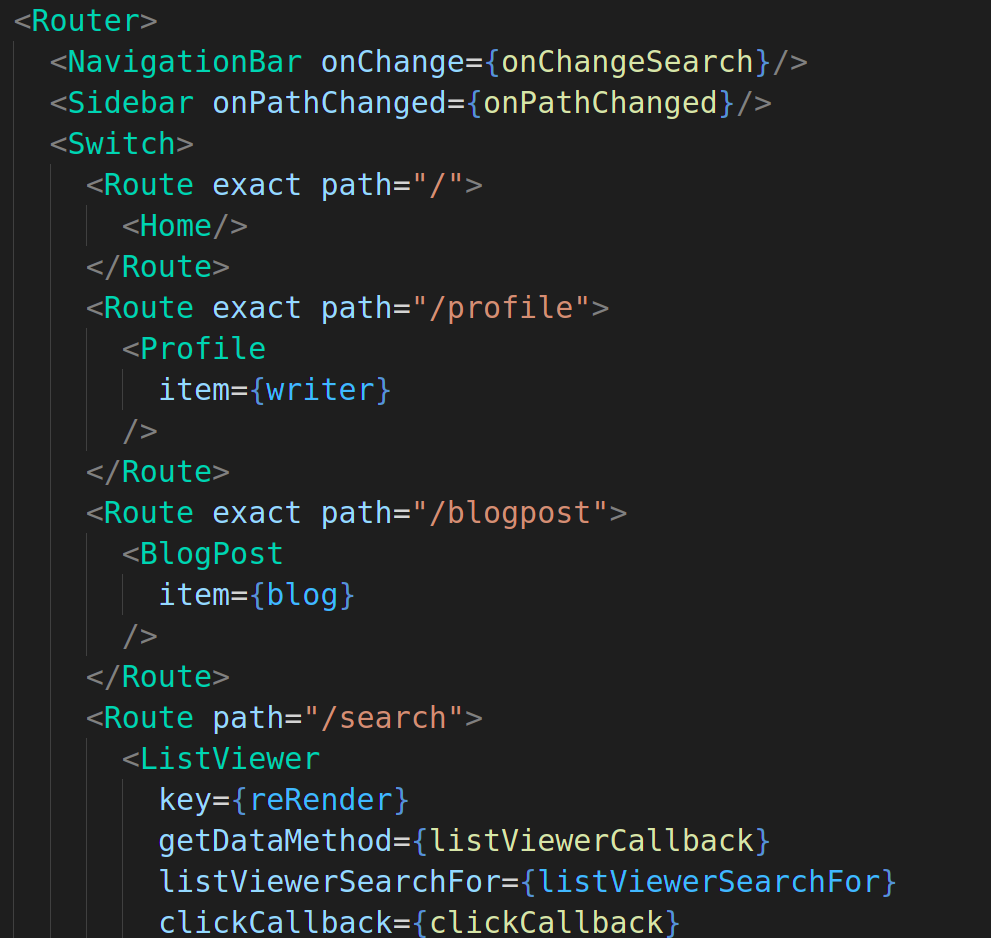 <Router>
<NavigationBar onChange={onChangeSearch}/>
<Sidebar onPathChanged={onPathChanged}/>
<Switch>
<Route exact path="/">
<Home/>
</Route>
<Route exact path="/profile">
<Profile
item={writer}
/>
</Route>
<Route exact path="/blogpost">
<BlogPost
item={blog}
/>
</Route>
<Route path="/search">
<ListViewer
key={reRender}
getDataMethod={listViewerCallback}
listViewerSearchFor={listViewerSearchFor}
clickCallback={clickCallback}